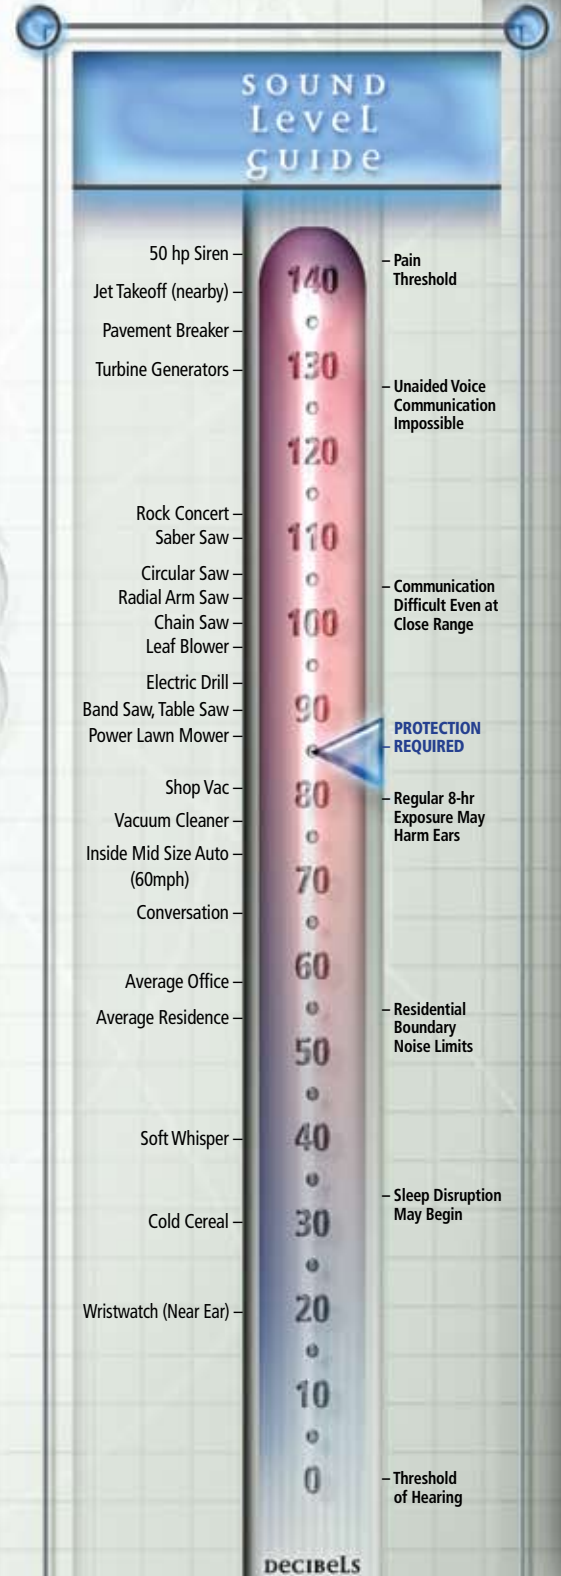 SOUND
LeveL
GUIDe
50 hp Siren
Jet Takeoff (nearby)
Pavement Breaker
Turbine Generators
Rock Concert
Saber Saw
Circular Saw
Radial Arm Saw
Chain Saw
Leaf Blower
Electric Drill
Band Saw, Table Saw
Power Lawn Mower
Shop Vac
Vacuum Cleaner
Inside Mid Size Auto
(60mph)
Conversation
Average Office
Average Residence
Soft Whisper
Cold Cereal
Wristwatch (Near Ear)
140
130
120
110
100
90
80
70
60
50
40
30
20
10
0
DeCIBeLS
Pain
Threshold
Unaided Voice
Communication
Impossible
Communication
Difficult Even at
Close Range
PROTECTION
REQUIRED
Regular 8-hr
Exposure May
Harm Ears
Residential
Boundary
Noise Limits
Sleep Disruption
May Begin
Threshold
of Hearing